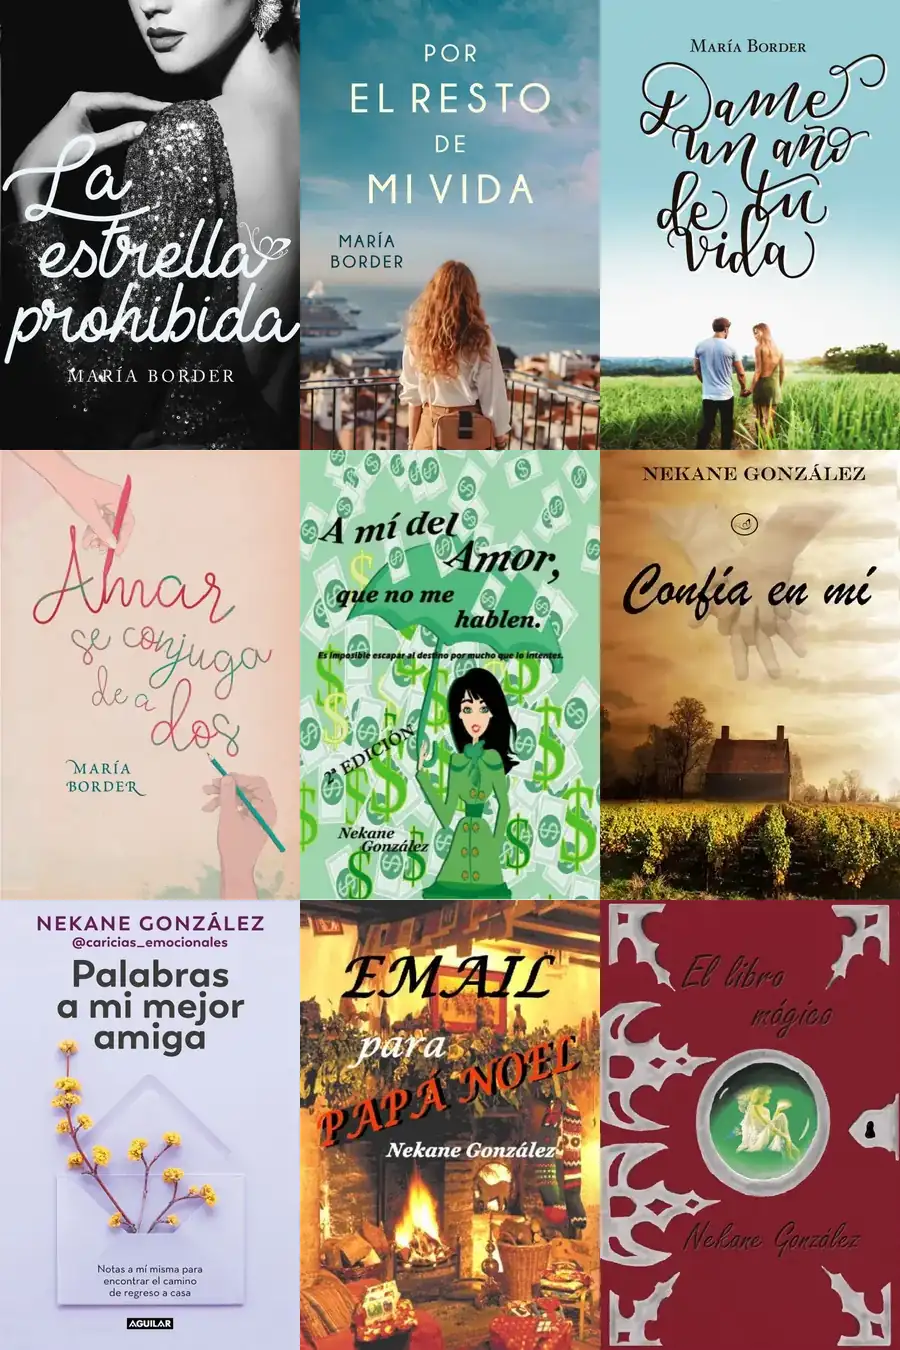 La
estrella
prohibida
MARÍA BORDER
POR
EL RESTO
DE
MI VIDA
MARÍA
BORDER
MARÍA BORDER
Dame
un año
de tu
vida
Amar
se conjuga
de a
dos
MARÍA
BORDER
A mí del
Amor,
que no me
hablen.
Es imposible escapar al destino por mucho que lo intentes.
2ª EDICIÓN
Nekane
González
NEKANE GONZÁLEZ
Confía en mí
NEKANE GONZÁLEZ
@caricias_emocionales
Palabras
a mi mejor
amiga
Notas a mí misma para
encontrar el camino
de regreso a casa
AGUILAR
EMAIL
para
PAPÁ NOEL
Nekane González
El libro
mágico
Nekane González